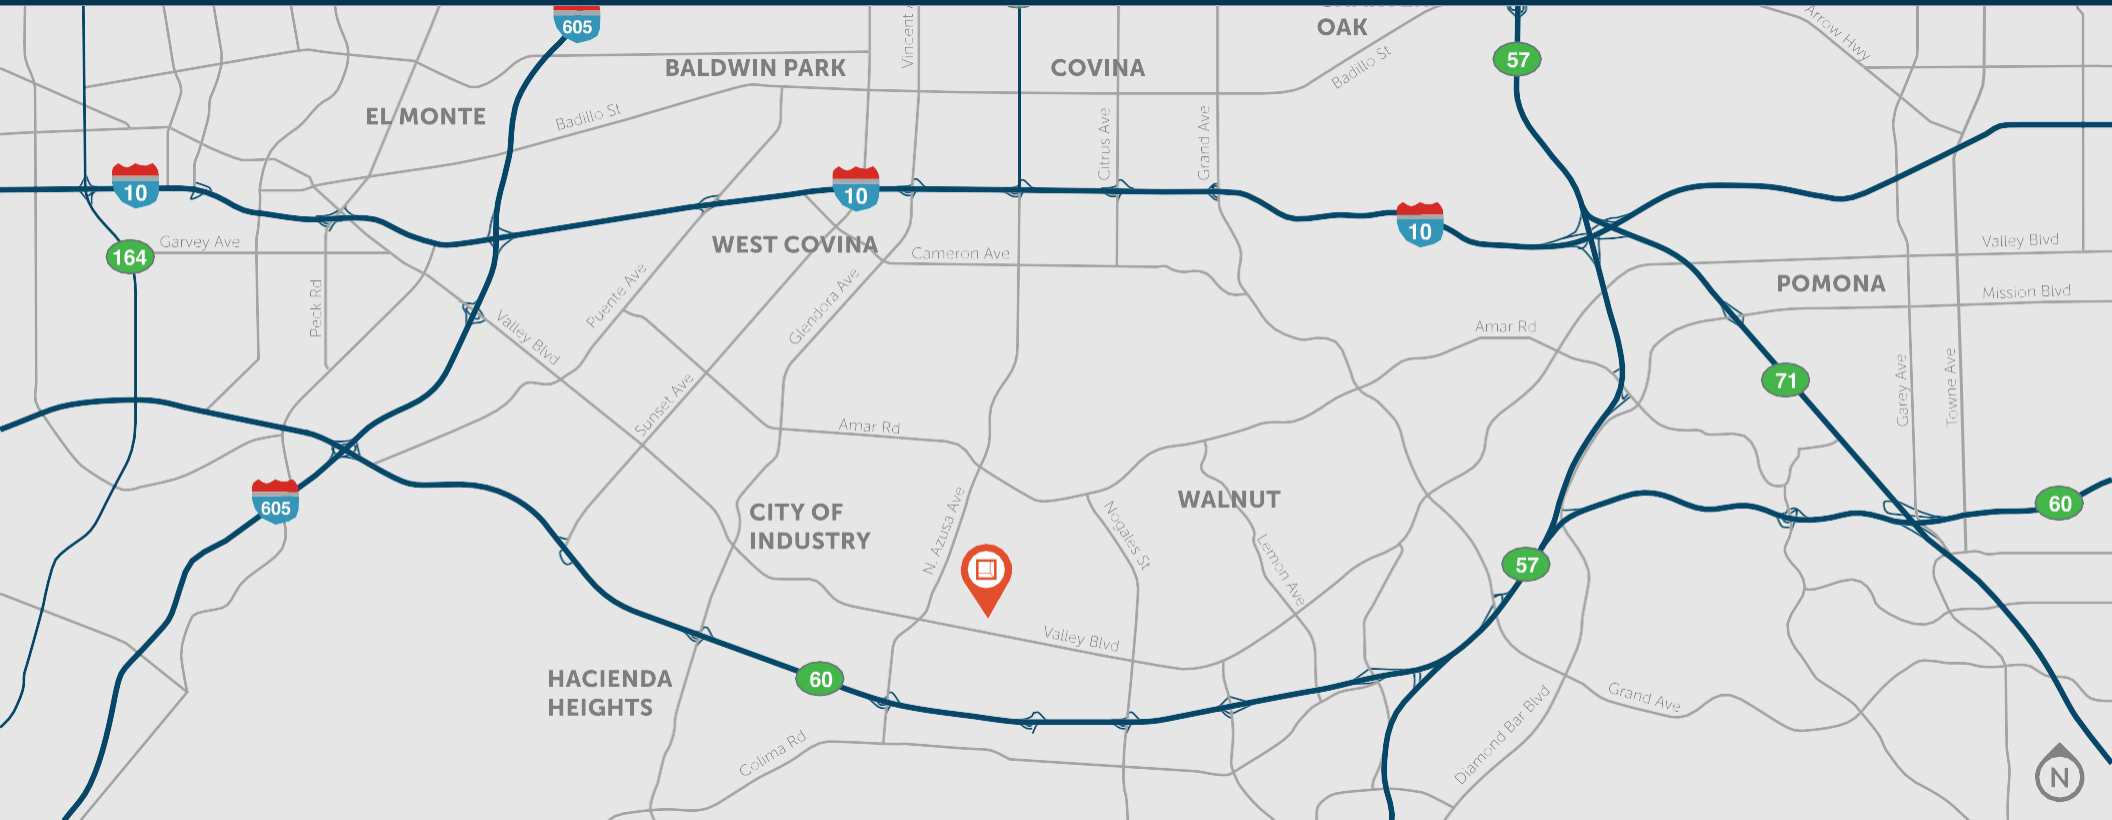 605
OAK
57
Arrow Hwy
Vincent
BALDWIN PARK
COVINA
Badillo St
EL MONTE
Badillo St
Citrus Ave
Grand Ave
10
10
10
164
Garvey Ave
WEST COVINA
Cameron Ave
Valley Blvd
POMONA
Mission Blvd
Peck Rd
Puente Ave
Glendora Ave
Valley Blvd
Amar Rd
71
Garey Ave
Towne Ave
Sunset Ave
Amar Rd
605
CITY OF
INDUSTRY
N. Azusa Ave
Nogales St
WALNUT
Lemon Ave
60
57
Valley Blvd
HACIENDA
HEIGHTS
60
Grand Ave
Diamond Bar Blvd
Colima Rd
N